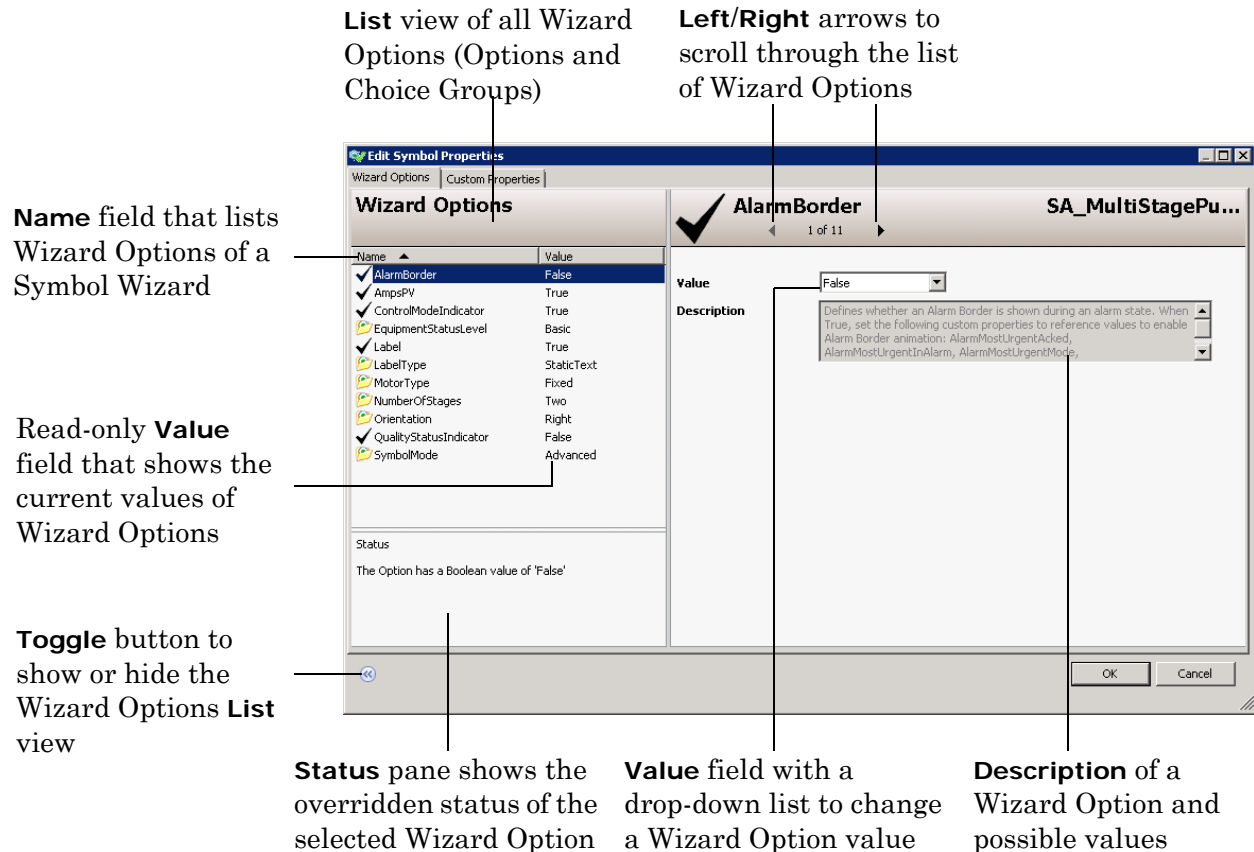 List view of all Wizard
Options (Options and
Choice Groups)
Left/Right arrows to
scroll through the list
of Wizard Options
Name field that lists
Wizard Options of a
Symbol Wizard
Read-only Value
field that shows the
current values of
Wizard Options
Toggle button to
show or hide the
Wizard Options List
view
Edit Symbol Properties
Wizard Options Custom Properties
Wizard Options
Name Value
AlarmBorder False
AmpsPV True
ControlModeIndicator True
EquipmentStatusLevel Basic
Label True
LabelType StaticText
MotorType Fixed
NumberOfStages Two
Orientation Right
QualityStatusIndicator False
SymbolMode Advanced
Status
The Option has a Boolean value of 'False'
AlarmBorder SA_MultiStagePu...
1 of 11
Value False
Description
Defines whether an Alarm Border is shown during an alarm state. When
True, set the following custom properties to reference values to enable
Alarm Border animation: AlarmMostUrgentAcked,
AlarmMostUrgentInAlarm, AlarmMostUrgentMode,
OK Cancel
Status pane shows the
overridden status of the
selected Wizard Option
Value field with a
drop-down list to change
a Wizard Option value
Description of a
Wizard Option and
possible values